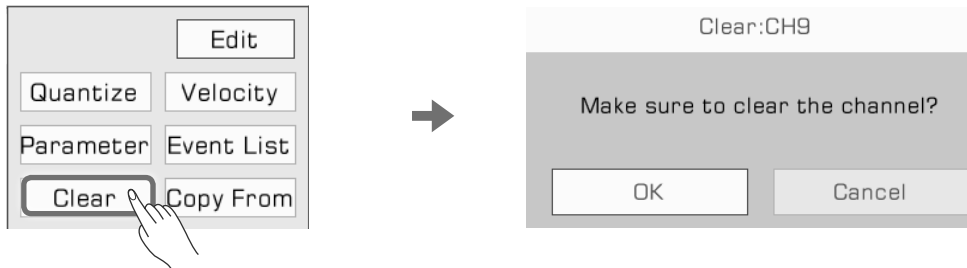 Edit
Quantize Velocity
Parameter Event List
Clear Copy From
Clear:CH9
Make sure to clear the channel?
OK Cancel